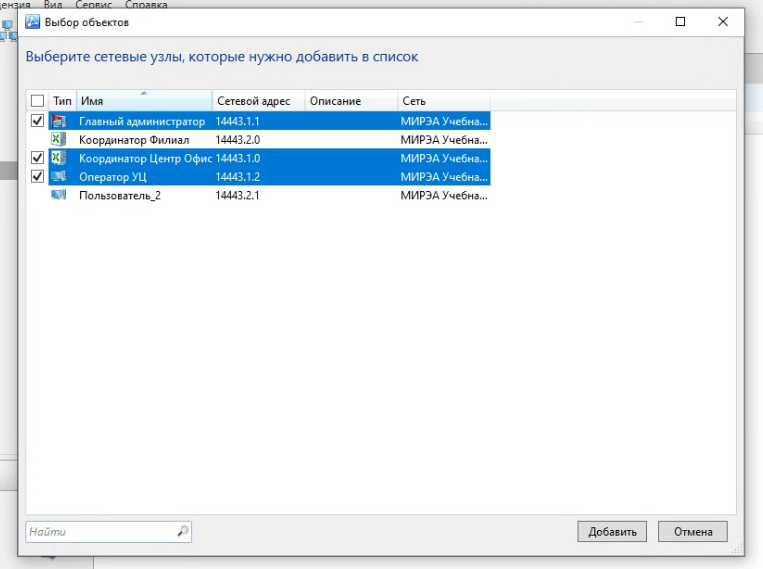 Вид Сервис Справка
Выбор объектов
Выберите сетевые узлы, которые нужно добавить в список
Тип Имя Сетевой адрес Описание Сеть
Главный администратор 14443.1.1 МИРЭА Учебна...
Координатор Филиал 14443.2.0 МИРЭА Учебна...
Координатор Центр Офис 14443.1.0 МИРЭА Учебна...
Оператор УЦ 14443.1.2 МИРЭА Учебна...
Пользователь_2 14443.2.1 МИРЭА Учебна...
Найти
Добавить Отмена